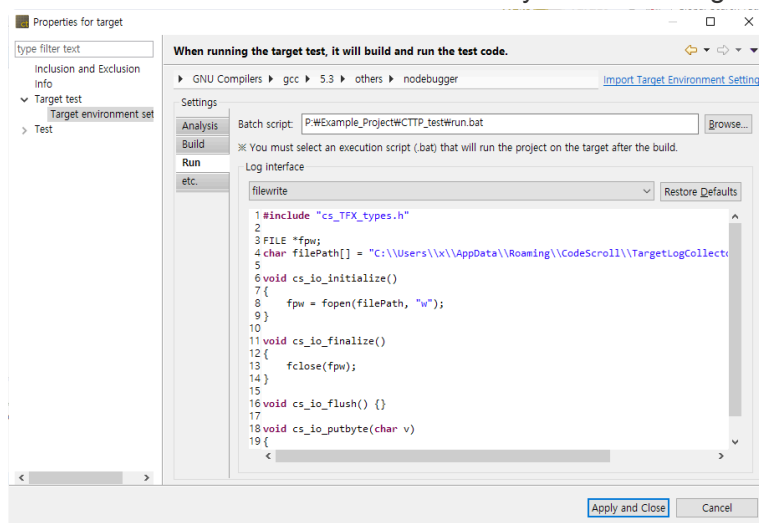 Properties for target
type filter text
Inclusion and Exclusion
Info
Target test
Target environment set
Test
When running the target test, it will build and run the test code.
GNU Compilers gcc 5.3 others nodebugger
Import Target Environment Setting
Settings
Analysis
Build
Run
etc.
Batch script: P:₩Example_Project₩CTTP_test₩run.bat Browse...
※ You must select an execution script (.bat) that will run the project on the target after the build.
Log interface
filewrite Restore Defaults
1 #include "cs_TFX_types.h"
2
3 FILE *fpw;
4 char filePath[] = "C:\\Users\\x\\AppData\\Roaming\\CodeScroll\\TargetLogCollecto
5
6 void cs_io_initialize()
7 {
8     fpw = fopen(filePath, "w");
9 }
10
11 void cs_io_finalize()
12 {
13     fclose(fpw);
14 }
15
16 void cs_io_flush() {}
17
18 void cs_io_putbyte(char v)
19 {
Apply and Close Cancel